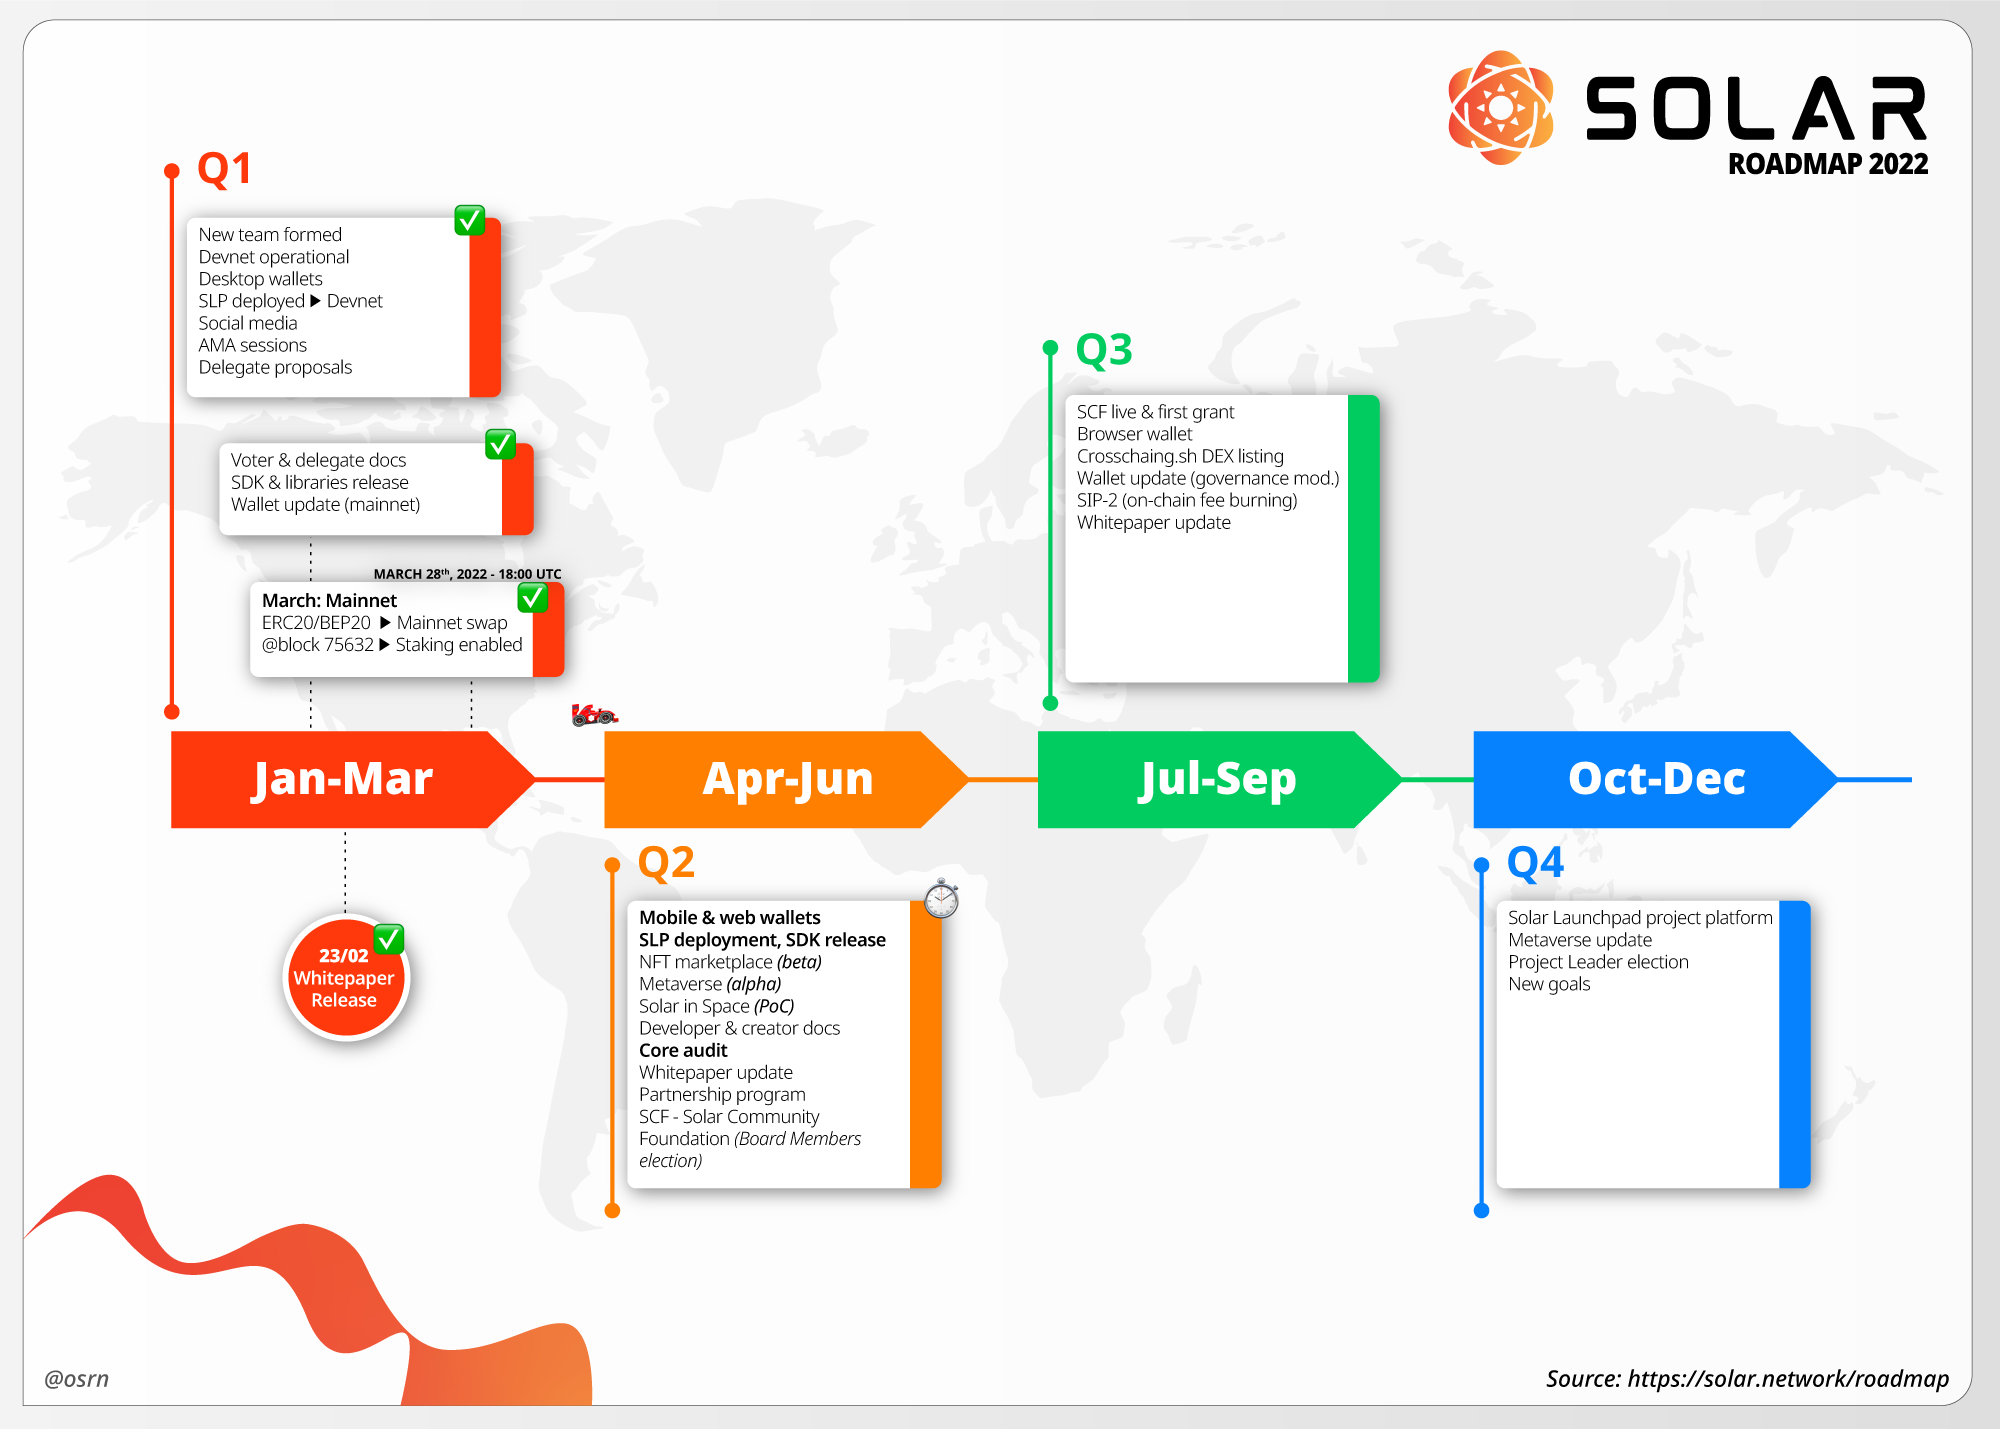 SOLAR
ROADMAP 2022
Q1
New team formed
Devnet operational
Desktop wallets
SLP deployed ▶ Devnet
Social media
AMA sessions
Delegate proposals
Voter & delegate docs
SDK & libraries release
Wallet update (mainnet)
MARCH 28th, 2022 - 18:00 UTC
March: Mainnet
ERC20/BEP20 ▶ Mainnet swap
@block 75632 ▶ Staking enabled
Q3
SCF live & first grant
Browser wallet
Crosschaing.sh DEX listing
Wallet update (governance mod.)
SIP-2 (on-chain fee burning)
Whitepaper update
Jan-Mar
Apr-Jun
Jul-Sep
Oct-Dec
23/02
Whitepaper
Release
Q2
Mobile & web wallets
SLP deployment, SDK release
NFT marketplace (beta)
Metaverse (alpha)
Solar in Space (PoC)
Developer & creator docs
Core audit
Whitepaper update
Partnership program
SCF - Solar Community
Foundation (Board Members
election)
Q4
Solar Launchpad project platform
Metaverse update
Project Leader election
New goals
@osrn
Source: https://solar.network/roadmap